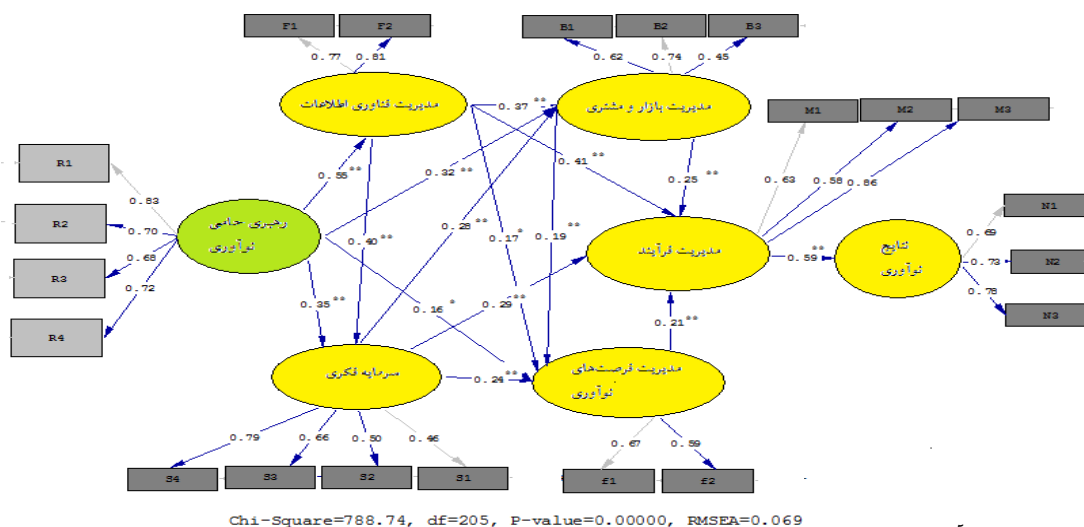 F1 F2 B1 B2 B3
0.77 0.81 0.62 0.74 0.45
مدیریت فناوری اطلاعات
0.37 **
مدیریت بازار و مشتری
M1 M2 M3
R1
0.55 **
0.32 **
0.41 **
0.25 **
0.63 0.58 0.86
0.83
R2
0.70
رهبری حامی
نوآوری
0.40 **
0.28 **
0.17 *
0.19 **
مدیریت فرآیند
0.59 **
نتایج
نوآوری
0.69
N1
R3
0.68
0.73
N2
R4
0.72
0.35 **
0.16 *
0.29 **
0.21 **
0.78
N3
سرمایه فکری
0.24 **
مدیریت فرصت‌های
نوآوری
0.79 0.66 0.50 0.46
0.67 0.59
S4 S3 S2 S1
f1 f2
Chi-Square=788.74, df=205, P-value=0.00000, RMSEA=0.069